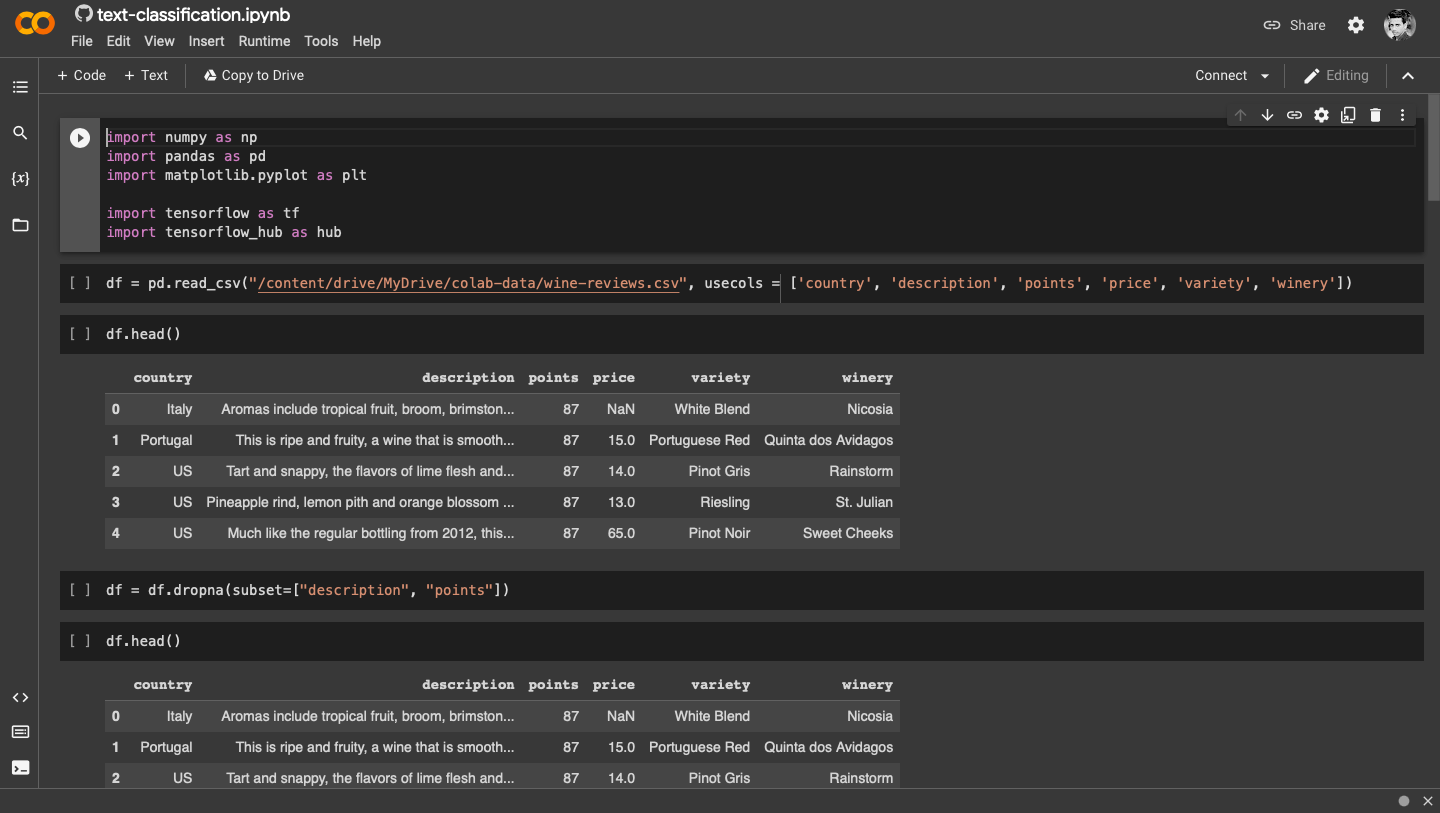 text-classification.ipynb
File Edit View Insert Runtime Tools Help
Share
+ Code + Text Copy to Drive
Connect Editing
import numpy as np
import pandas as pd
import matplotlib.pyplot as plt
import tensorflow as tf
import tensorflow_hub as hub
[ ] df = pd.read_csv("/content/drive/MyDrive/colab-data/wine-reviews.csv", usecols = ['country', 'description', 'points', 'price', 'variety', 'winery'])
[ ] df.head()
country description points price variety winery
0 Italy Aromas include tropical fruit, broom, brimston... 87 NaN White Blend Nicosia
1 Portugal This is ripe and fruity, a wine that is smooth... 87 15.0 Portuguese Red Quinta dos Avidagos
2 US Tart and snappy, the flavors of lime flesh and... 87 14.0 Pinot Gris Rainstorm
3 US Pineapple rind, lemon pith and orange blossom ... 87 13.0 Riesling St. Julian
4 US Much like the regular bottling from 2012, this... 87 65.0 Pinot Noir Sweet Cheeks
[ ] df = df.dropna(subset=["description", "points"])
[ ] df.head()
country description points price variety winery
0 Italy Aromas include tropical fruit, broom, brimston... 87 NaN White Blend Nicosia
1 Portugal This is ripe and fruity, a wine that is smooth... 87 15.0 Portuguese Red Quinta dos Avidagos
2 US Tart and snappy, the flavors of lime flesh and... 87 14.0 Pinot Gris Rainstorm